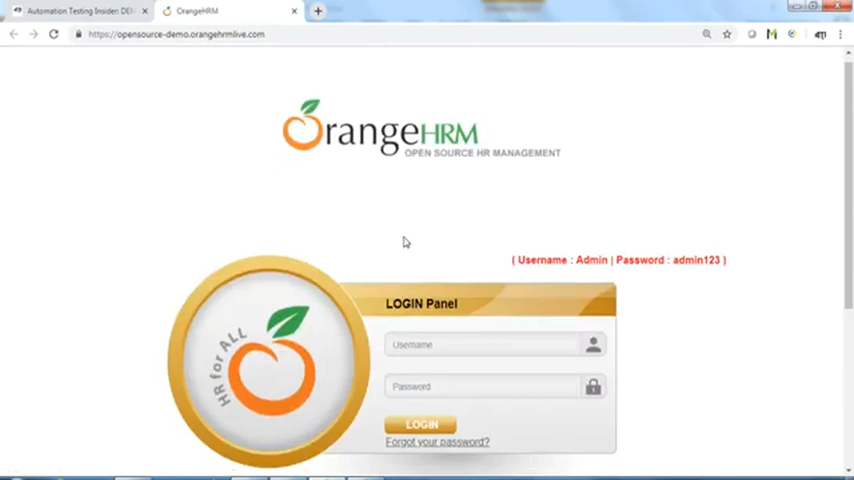 Automation Testing Insider: DEM
OrangeHRM
https://opensource-demo.orangehrmlive.com
OrangeHRM
OPEN SOURCE HR MANAGEMENT
( Username : Admin | Password : admin123 )
LOGIN Panel
HR for ALL
Username
Password
LOGIN
Forgot your password?